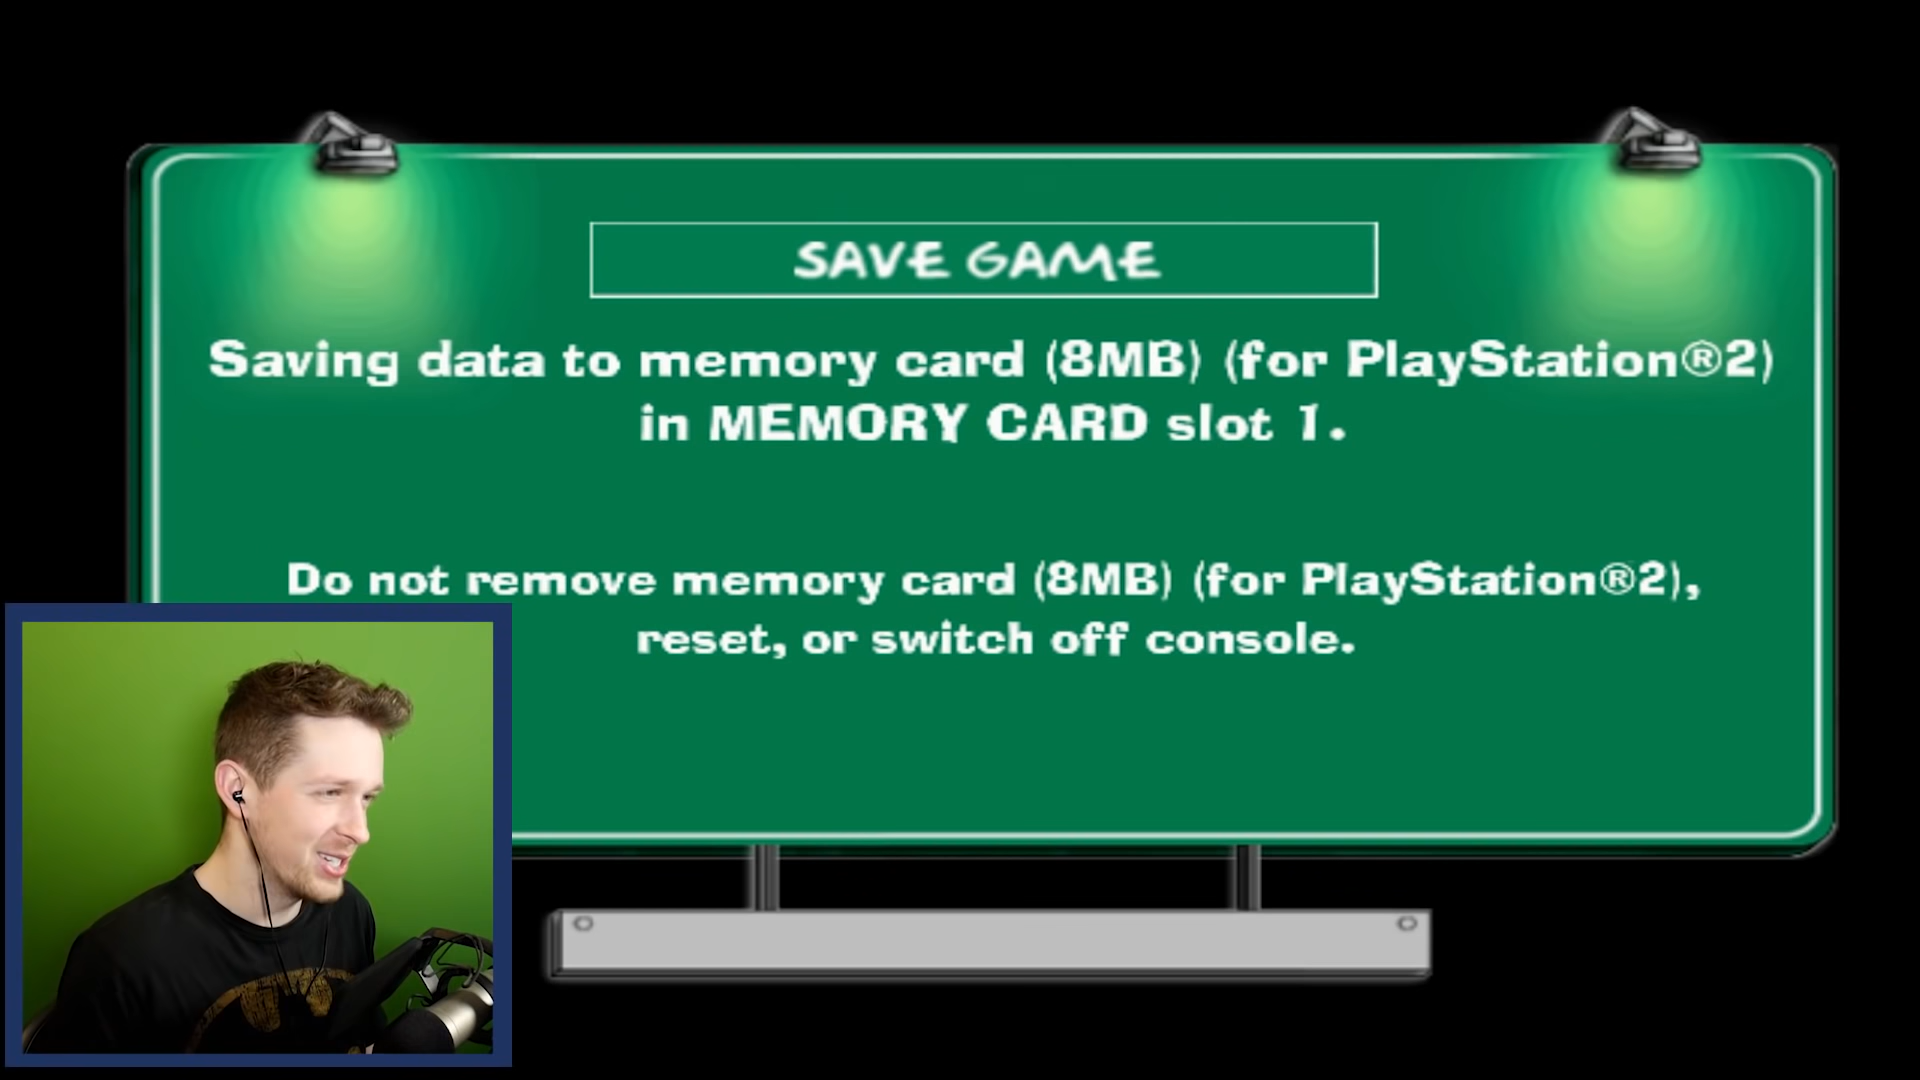 SAVE GAME
Saving data to memory card (8MB) (for PlayStation®2)
in MEMORY CARD slot 1.
Do not remove memory card (8MB) (for PlayStation®2),
reset, or switch off console.